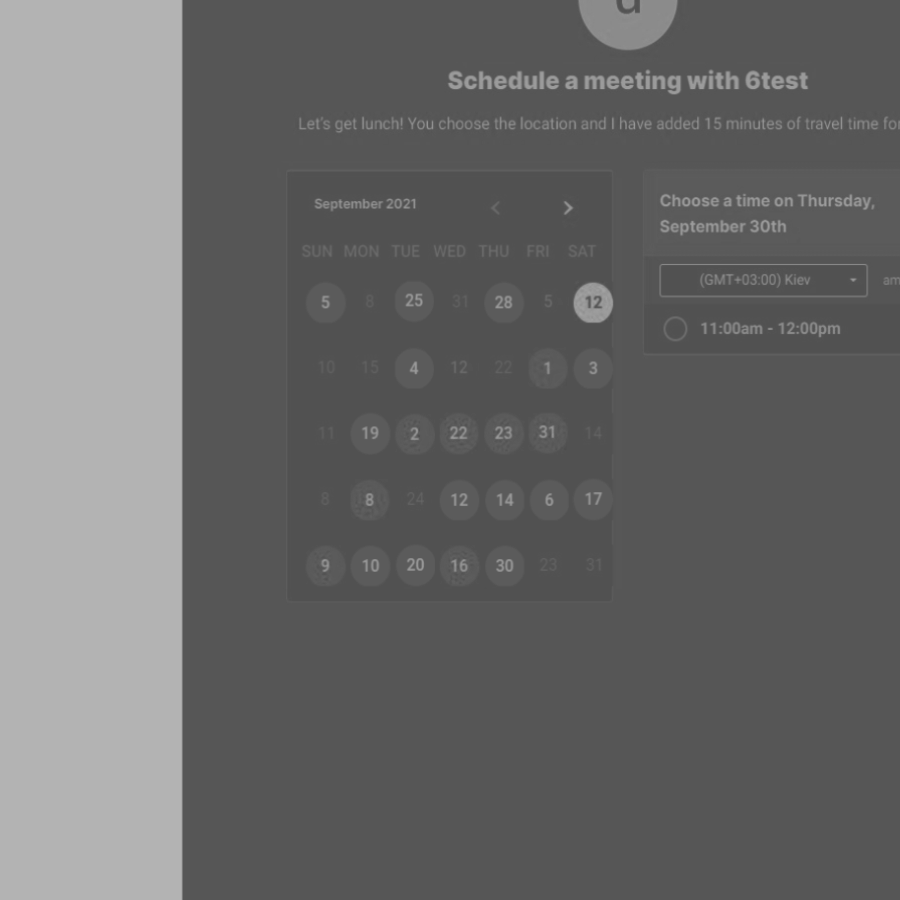 Schedule a meeting with 6test
Let's get lunch! You choose the location and I have added 15 minutes of travel time for
September 2021
SUN MON TUE WED THU FRI SAT
5 8 25 31 28 5 12
10 15 4 12 22 1 3
11 19 2 22 23 31 14
8 8 24 12 14 6 17
9 10 20 16 30 23 31
Choose a time on Thursday,
September 30th
(GMT+03:00) Kiev am
11:00am - 12:00pm